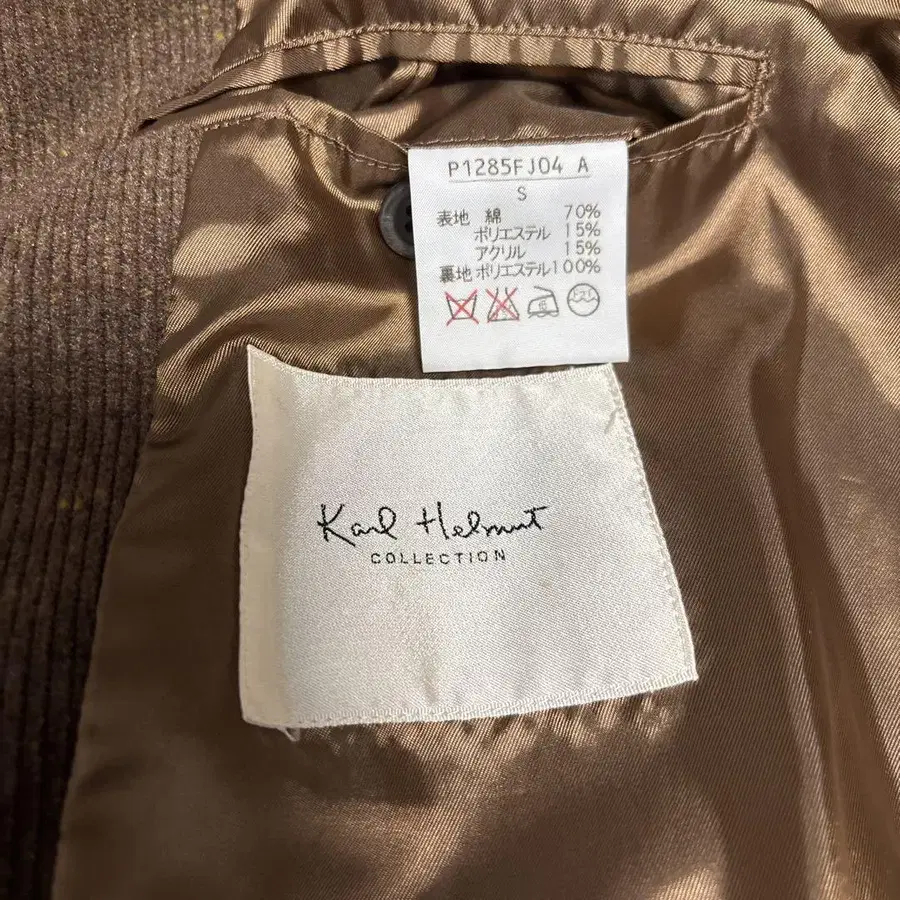 P1285FJ04 A
S
表地 綿 70%
ポリエステル 15%
アクリル 15%
裏地 ポリエステル100%
Karl Helmut
COLLECTION